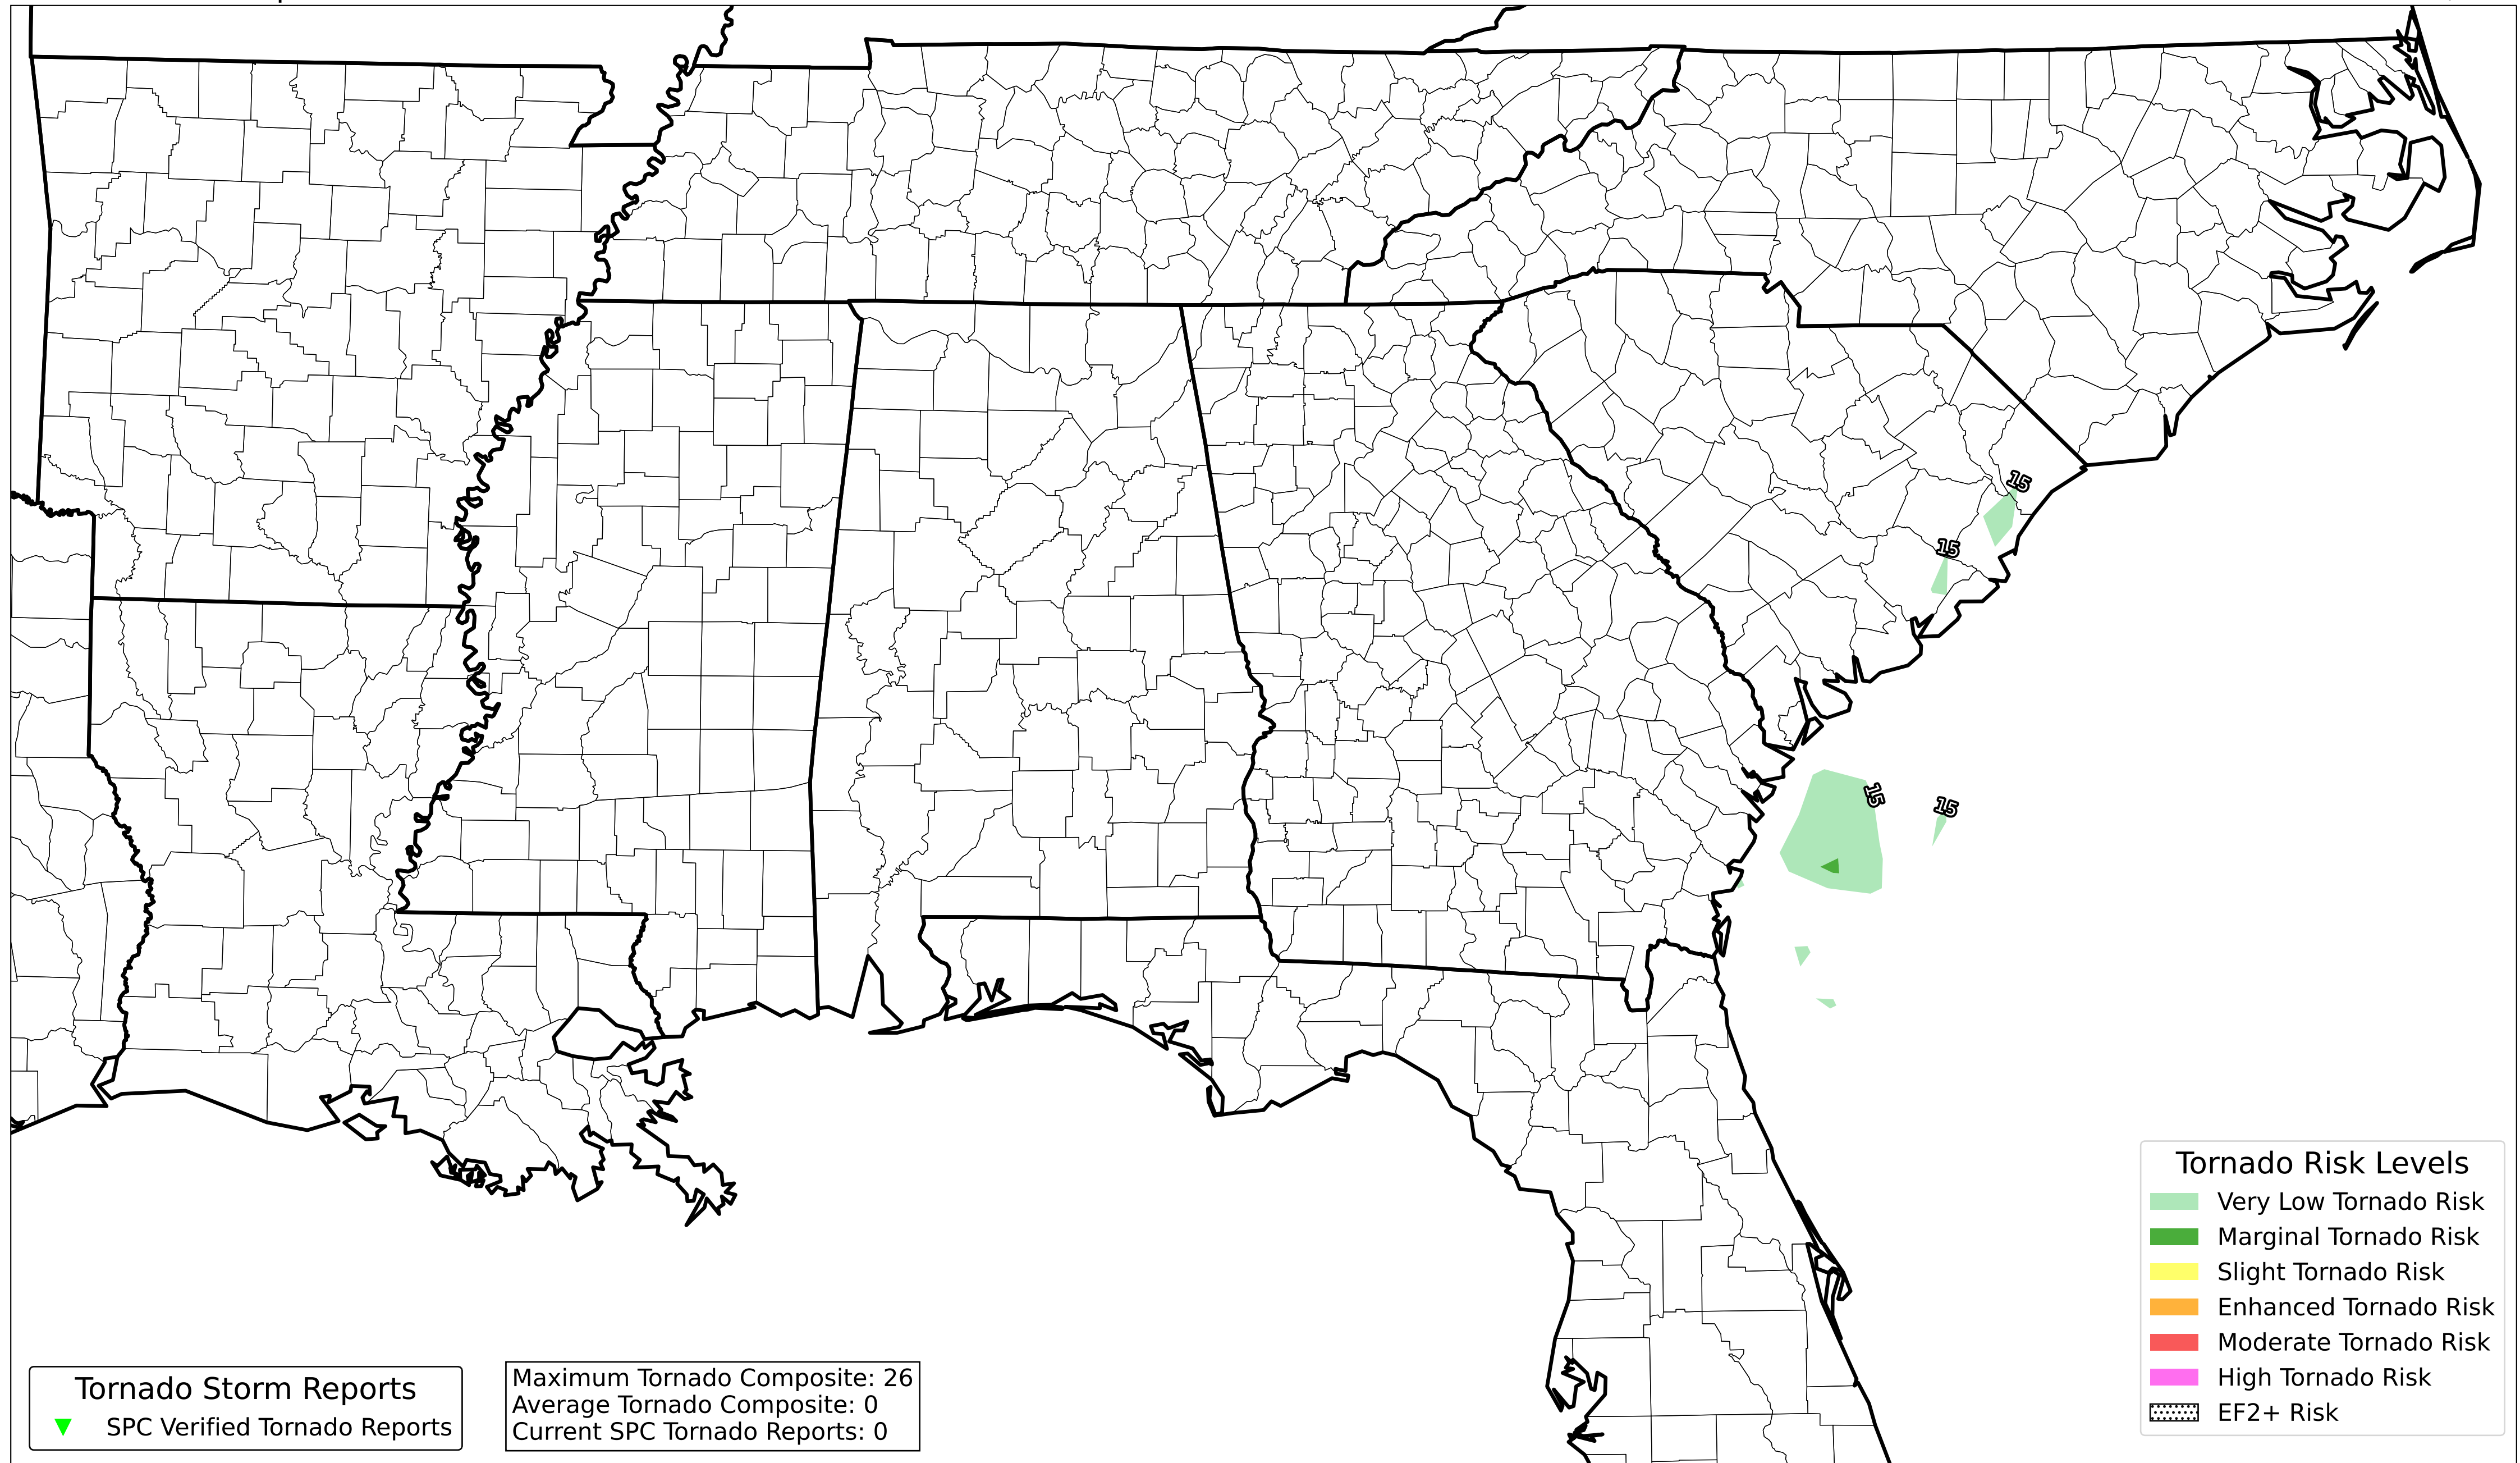 15
15
15
15
Tornado Risk Levels
Very Low Tornado Risk
Marginal Tornado Risk
Slight Tornado Risk
Enhanced Tornado Risk
Moderate Tornado Risk
High Tornado Risk
EF2+ Risk
Tornado Storm Reports
SPC Verified Tornado Reports
Maximum Tornado Composite: 26
Average Tornado Composite: 0
Current SPC Tornado Reports: 0